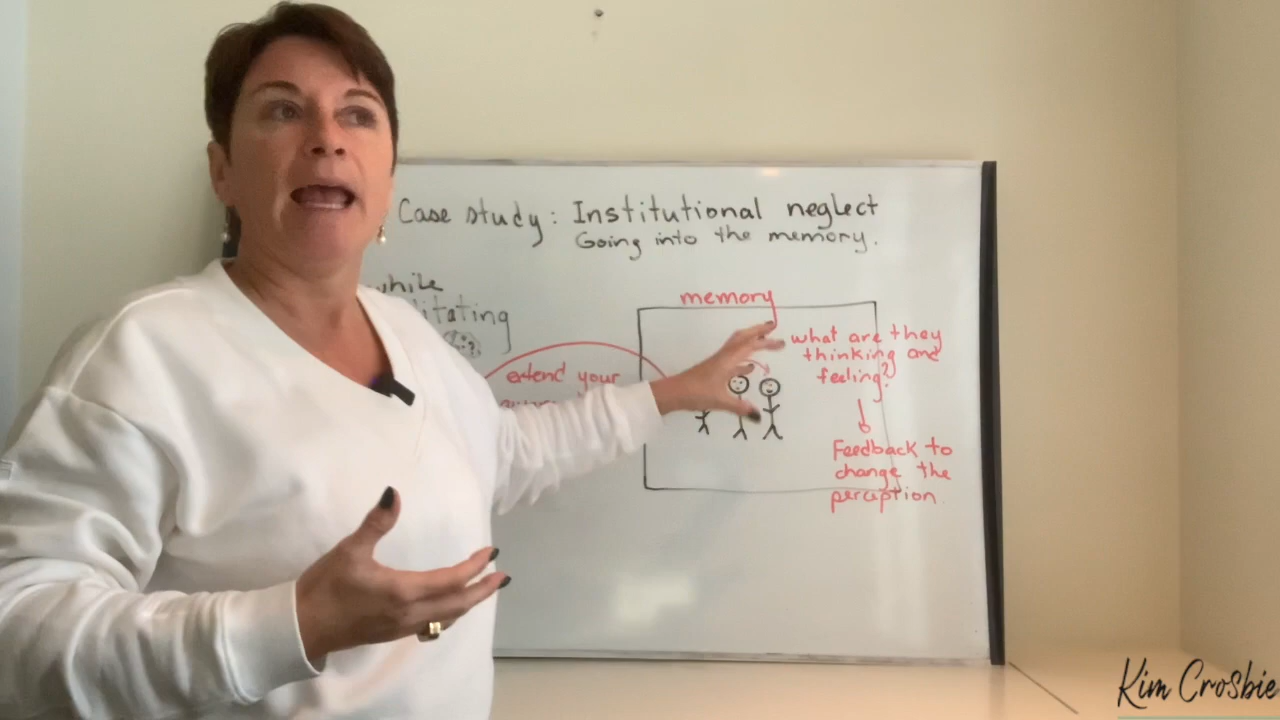 Case study: Institutional neglect
Going into the memory.
while
memory
extend your
what are they
thinking and
feeling?
Feedback to
change the
perception
Kim Crosbie